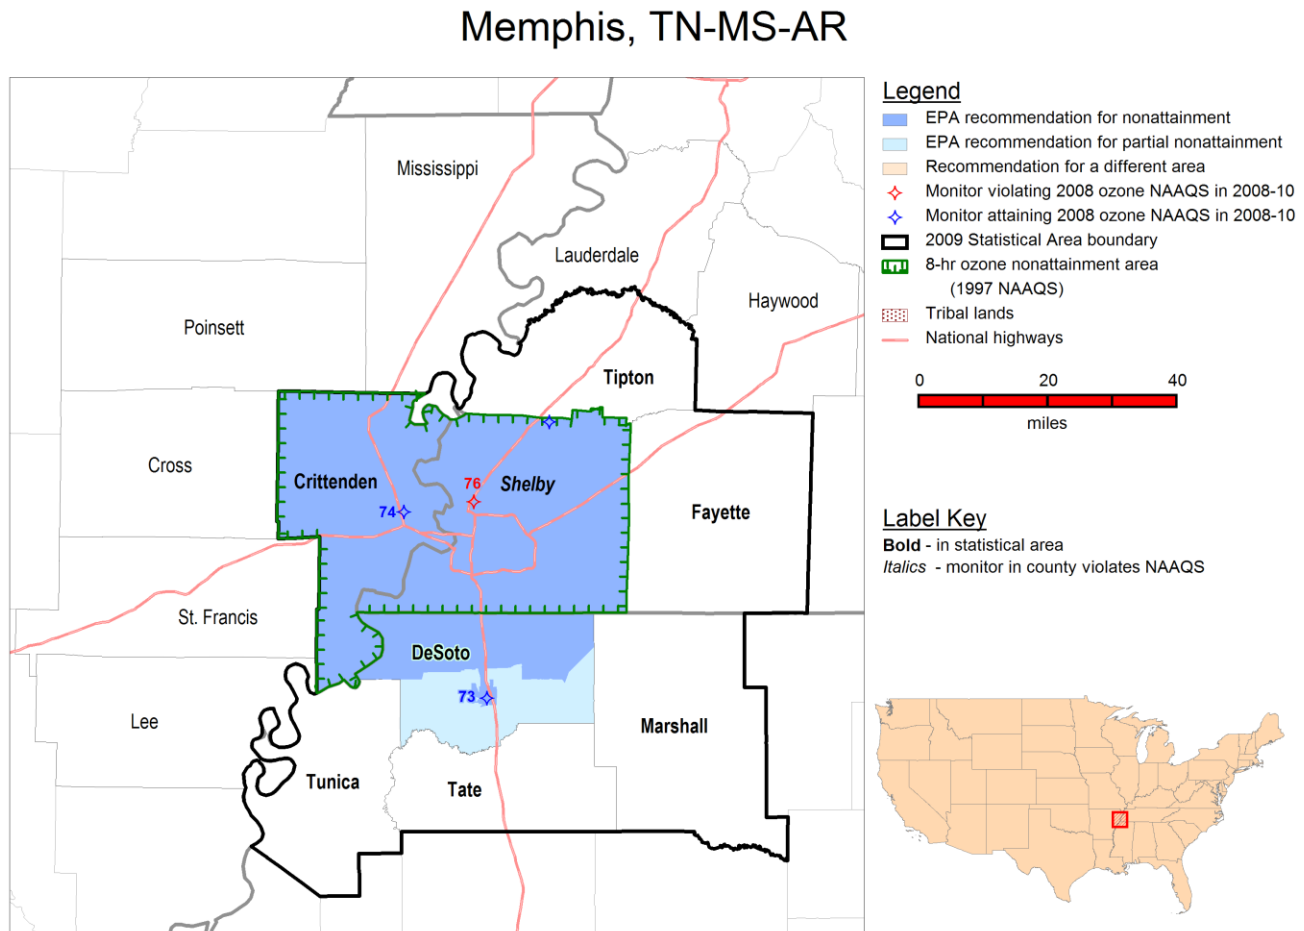 Memphis, TN-MS-AR
Legend
EPA recommendation for nonattainment
EPA recommendation for partial nonattainment
Recommendation for a different area
Monitor violating 2008 ozone NAAQS in 2008-10
Monitor attaining 2008 ozone NAAQS in 2008-10
2009 Statistical Area boundary
8-hr ozone nonattainment area
(1997 NAAQS)
Tribal lands
National highways
0 20 40
miles
Label Key
Bold - in statistical area
Italics - monitor in county violates NAAQS
Mississippi
Lauderdale
Haywood
Poinsett
Tipton
Cross
Crittenden
76
Shelby
74
Fayette
St. Francis
DeSoto
73
Lee
Marshall
Tunica
Tate